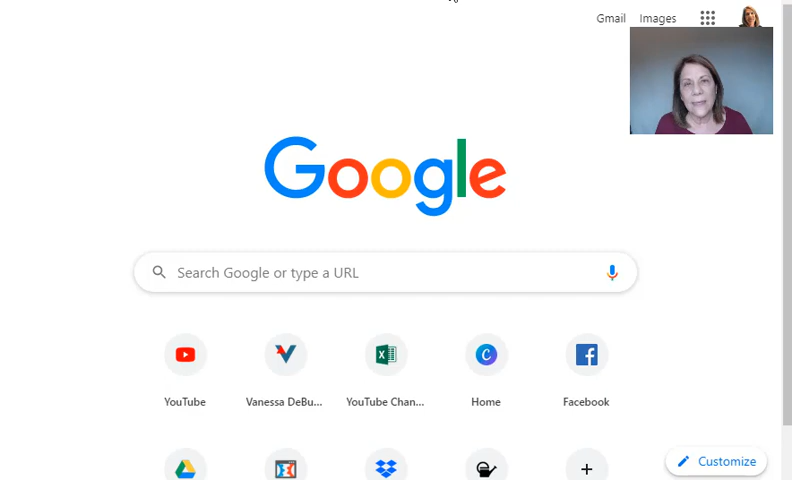 Gmail Images
Google
Search Google or type a URL
YouTube
Vanessa DeBu...
YouTube Chan...
Home
Facebook
Customize